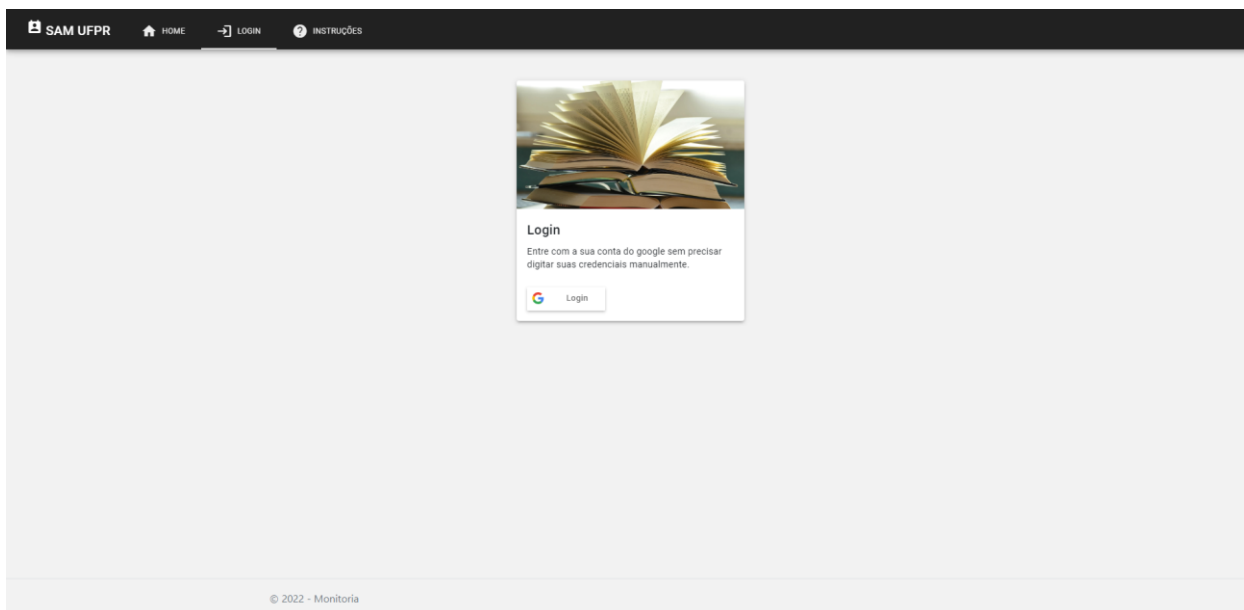 SAM UFPR HOME LOGIN INSTRUÇÕES
Login
Entre com a sua conta do google sem precisar
digitar suas credenciais manualmente.
Login
© 2022 - Monitoria